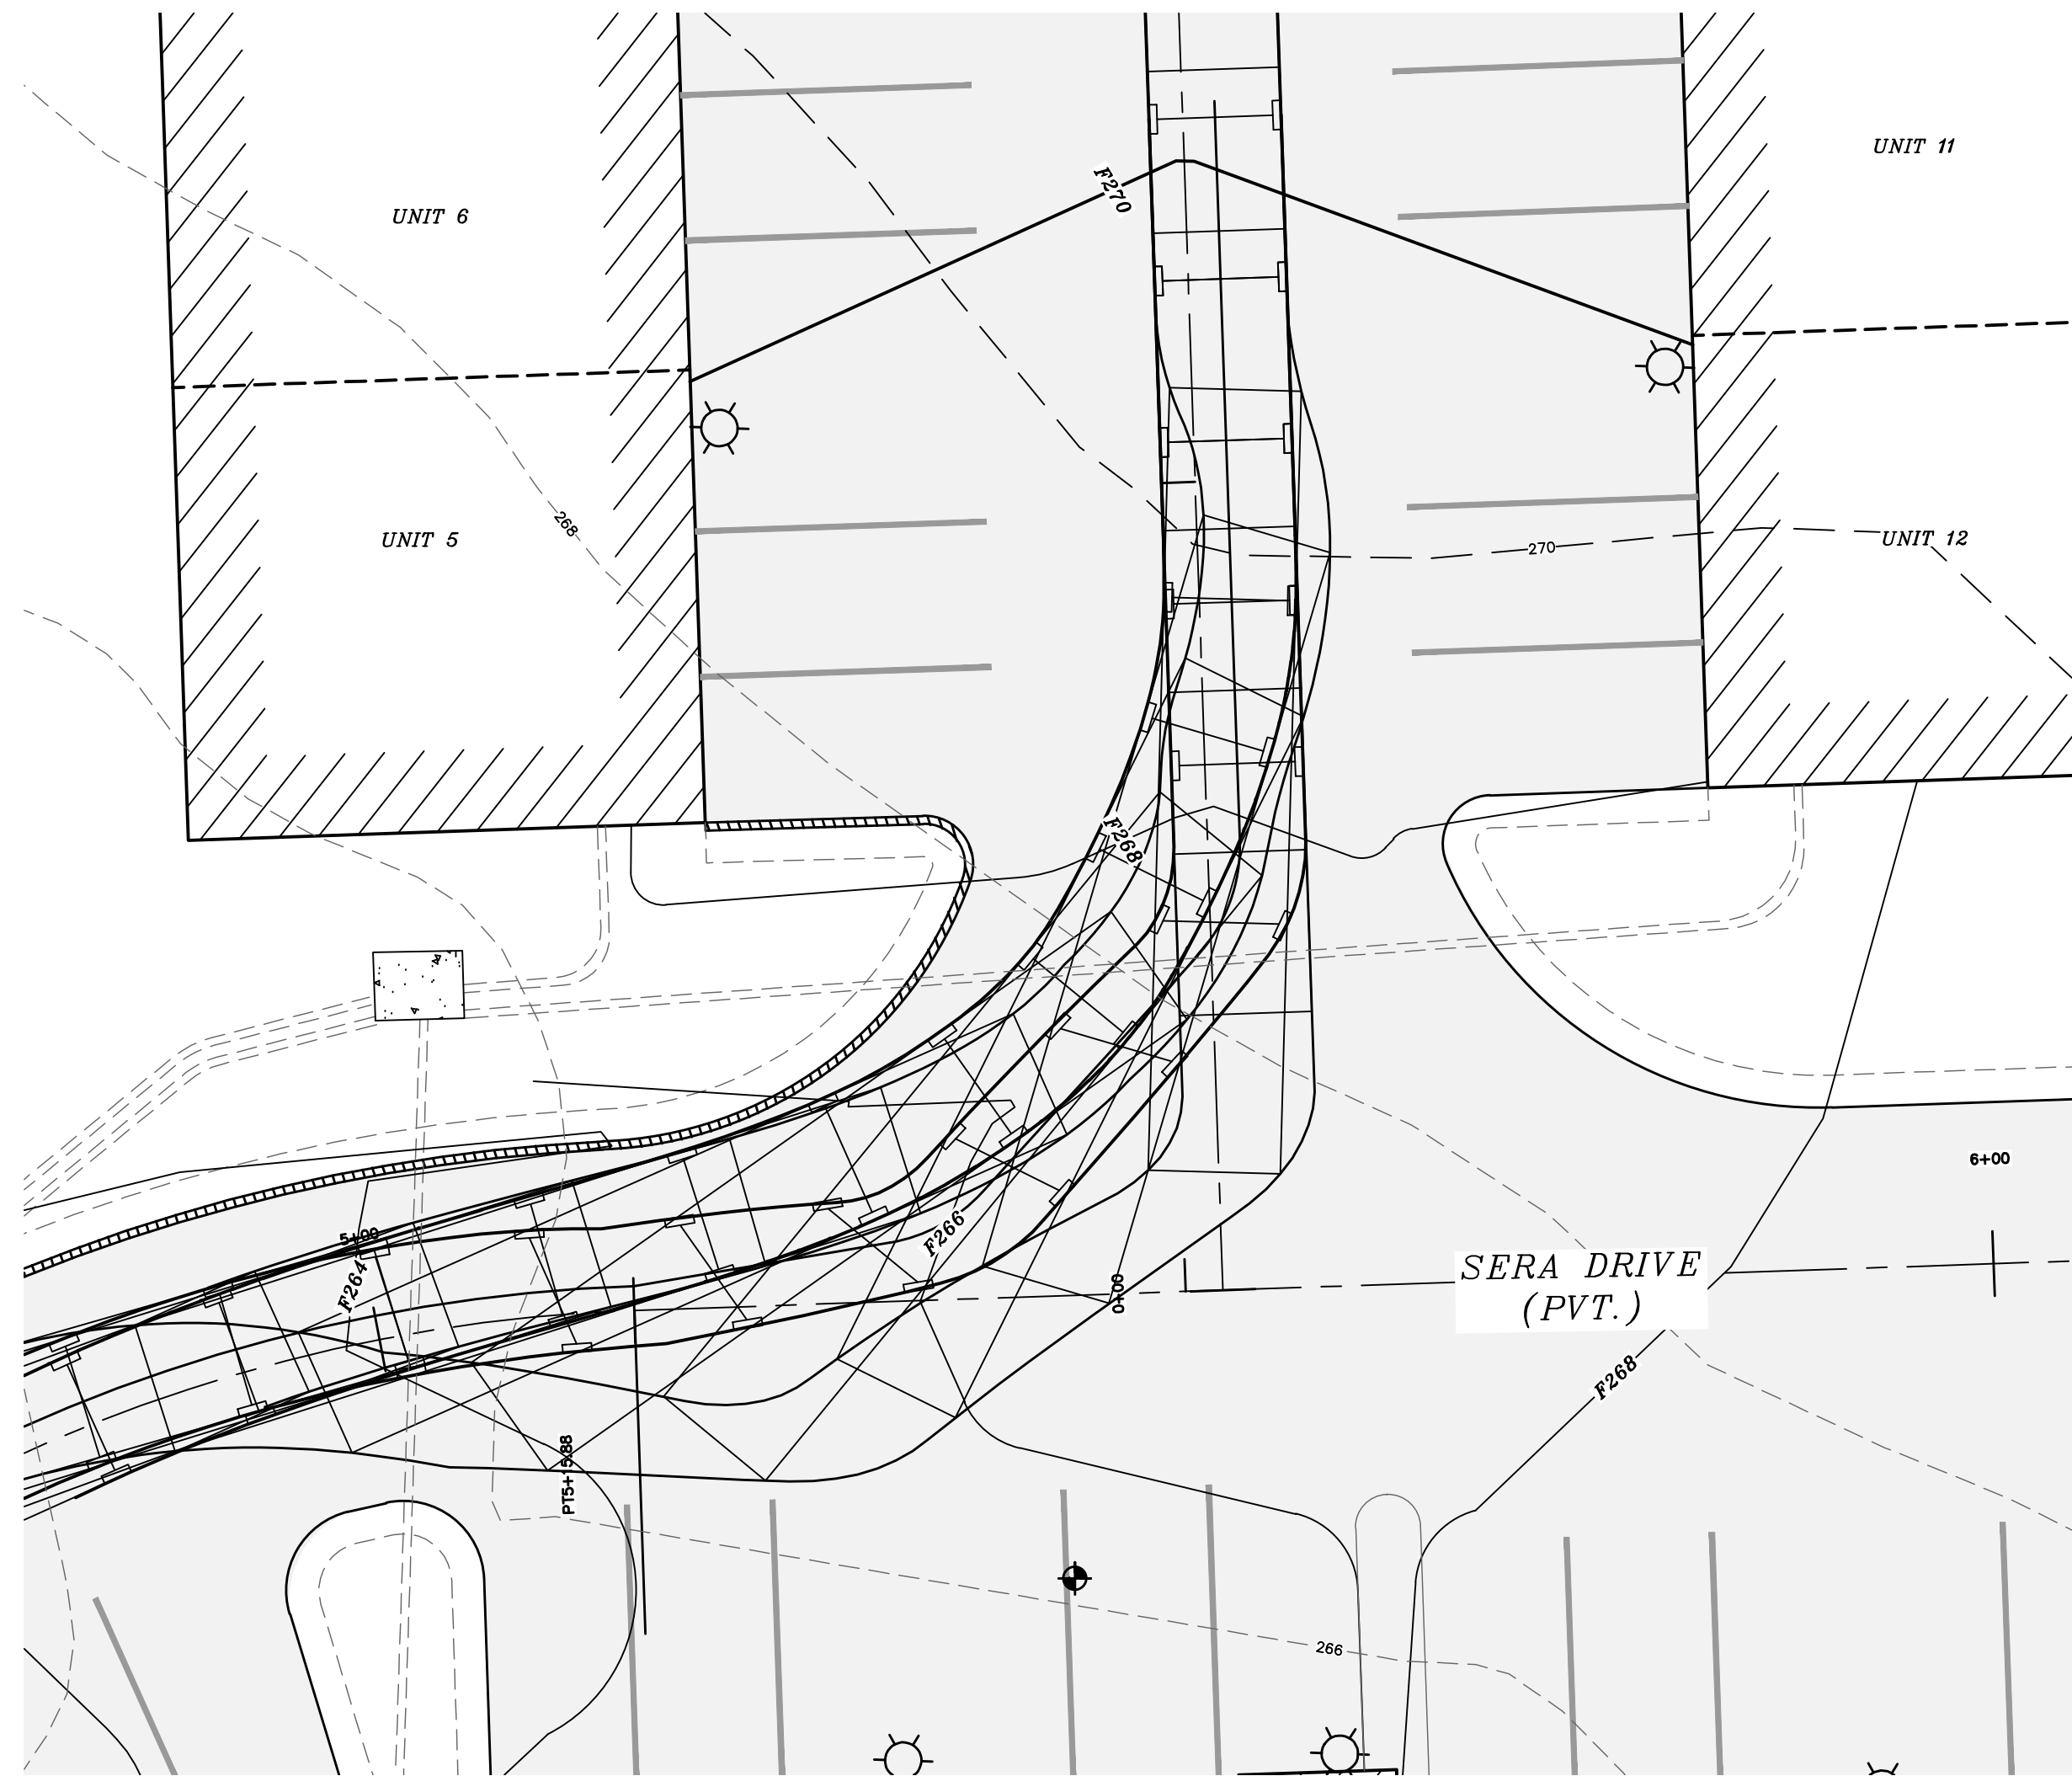 UNIT 11
F270
UNIT 6
268
UNIT 5
270
UNIT 12
F268
6+00
5+00
F266
F264
0+00
SERA DRIVE
(PVT.)
F268
PT5+15.88
266